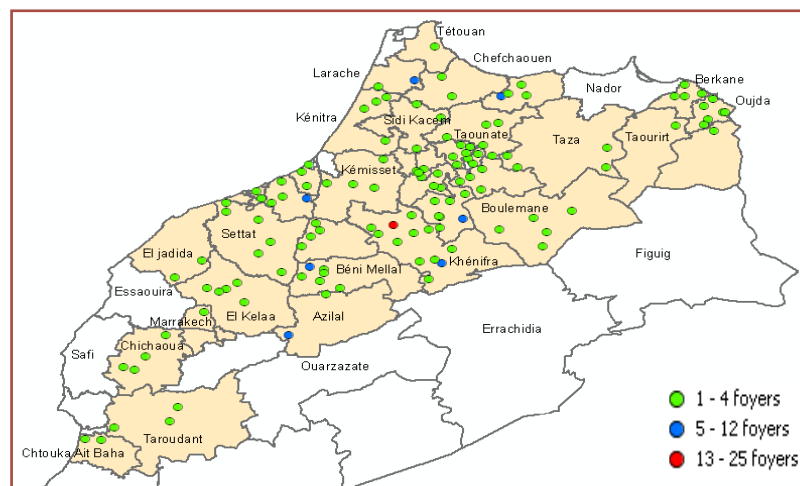 Tétouan
Chefchaouen
Larache
Nador
Berkane
Oujda
Kénitra
Sidi Kacem
Taounate
Taza
Taourirt
Kémisset
Boulemane
Settat
El jadida
Figuig
Khénifra
Béni Mellal
Essaouira
El Kelaa
Azilal
Marrakech
Errachidia
Safi
Chichaoua
Ouarzazate
Taroudant
Chtouka Ait Baha
1 - 4 foyers
5 - 12 foyers
13 - 25 foyers